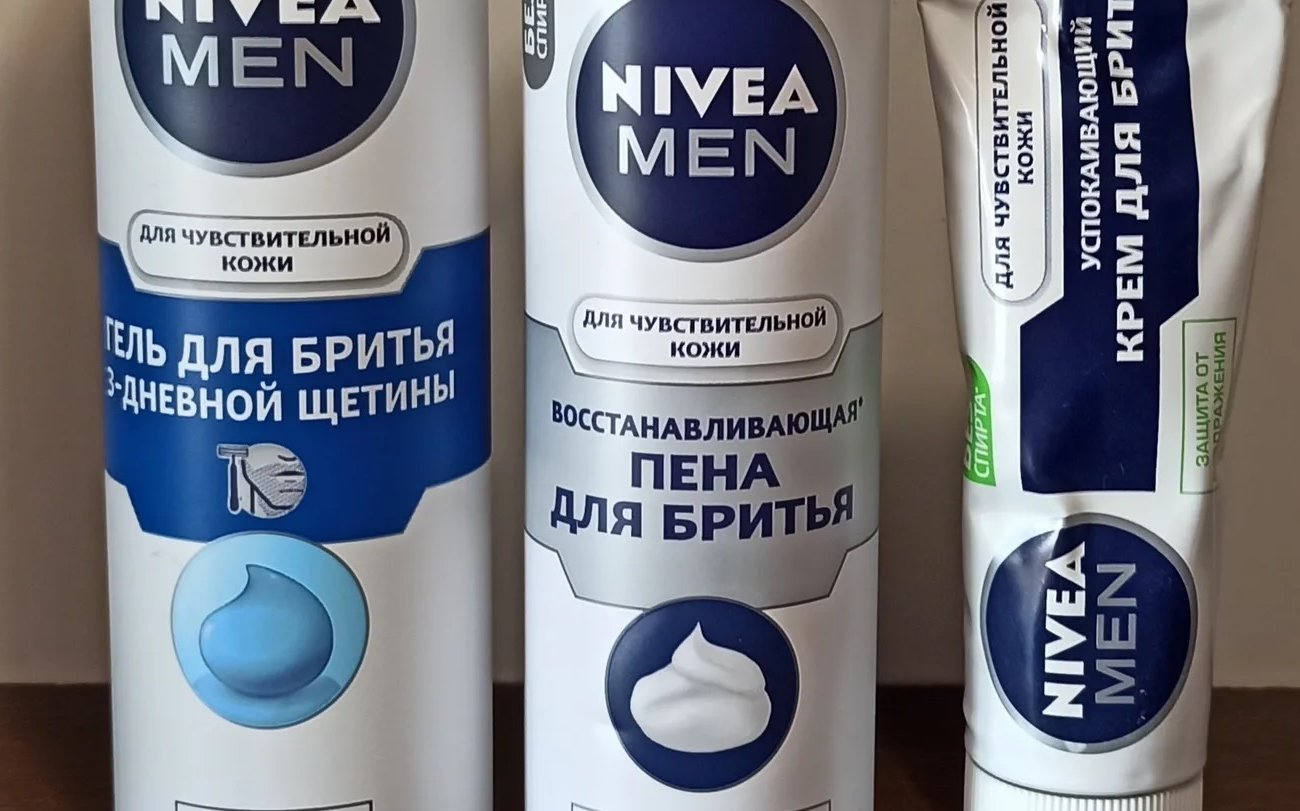 NIVEA
MEN
ДЛЯ ЧУВСТВИТЕЛЬНОЙ
КОЖИ
ГЕЛЬ ДЛЯ БРИТЬЯ
3-ДНЕВНОЙ ЩЕТИНЫ
NIVEA
MEN
ДЛЯ ЧУВСТВИТЕЛЬНОЙ
КОЖИ
ВОССТАНАВЛИВАЮЩАЯ*
ПЕНА
ДЛЯ БРИТЬЯ
ДЛЯ ЧУВСТВИТЕЛЬНОЙ
КОЖИ
УСПОКАИВАЮЩИЙ
КРЕМ ДЛЯ БРИТ
ЗАЩИТА ОТ
СПИРТА*
NIVEA
MEN